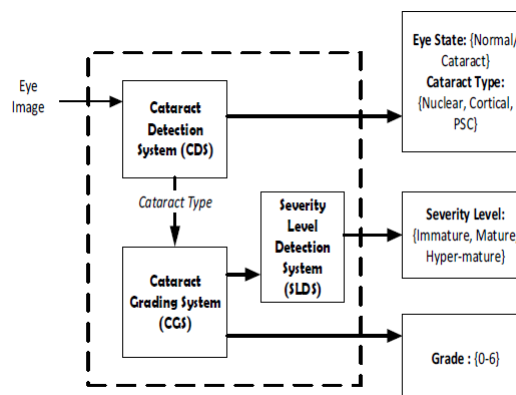 Eye
Image
Cataract
Detection
System (CDS)
Eye State: {Normal/
Cataract}
Cataract Type:
{Nuclear, Cortical,
PSC}
Cataract Type
Severity
Level
Detection
System
(SLDS)
Severity Level:
{Immature, Mature,
Hyper-mature}
Cataract
Grading System
(CGS)
Grade : {0-6}